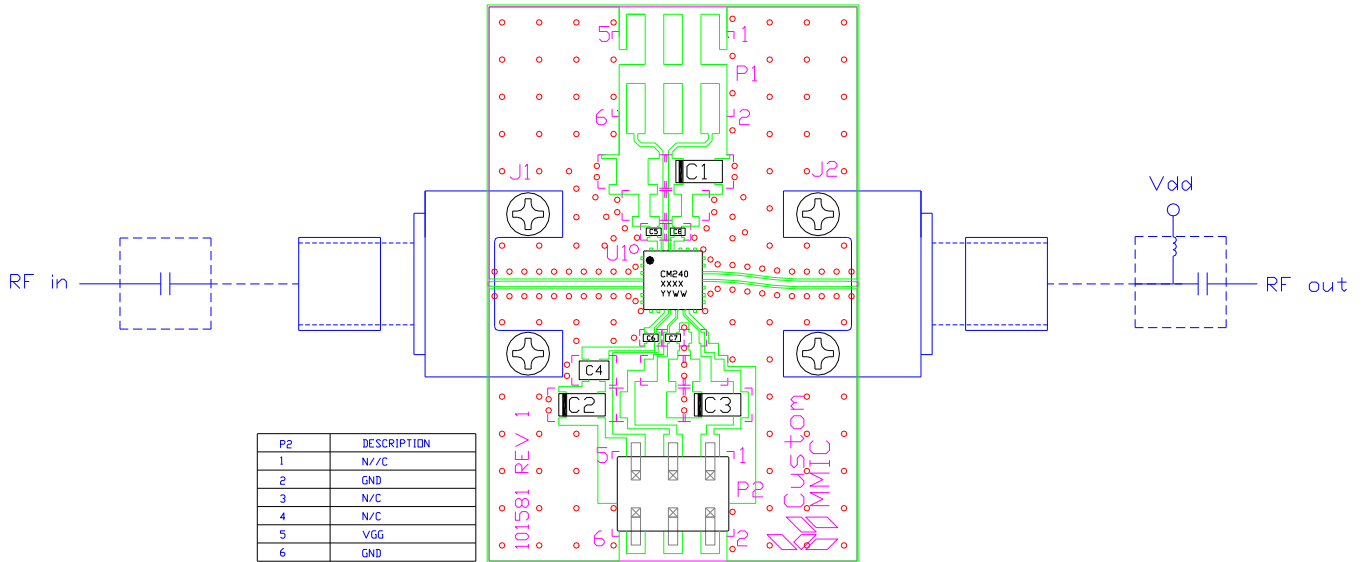 5 1
P1
6 2
J1 C1 J2
Vdd
C5 C8
U1
CM240
XXXX
YYWW
RF in
RF out
C6 C7
C4
C2 C3
5 1
P2
6 2
101581 REV 1
Custom
MMIC
P2 DESCRIPTION
1 N//C
2 GND
3 N/C
4 N/C
5 VGG
6 GND